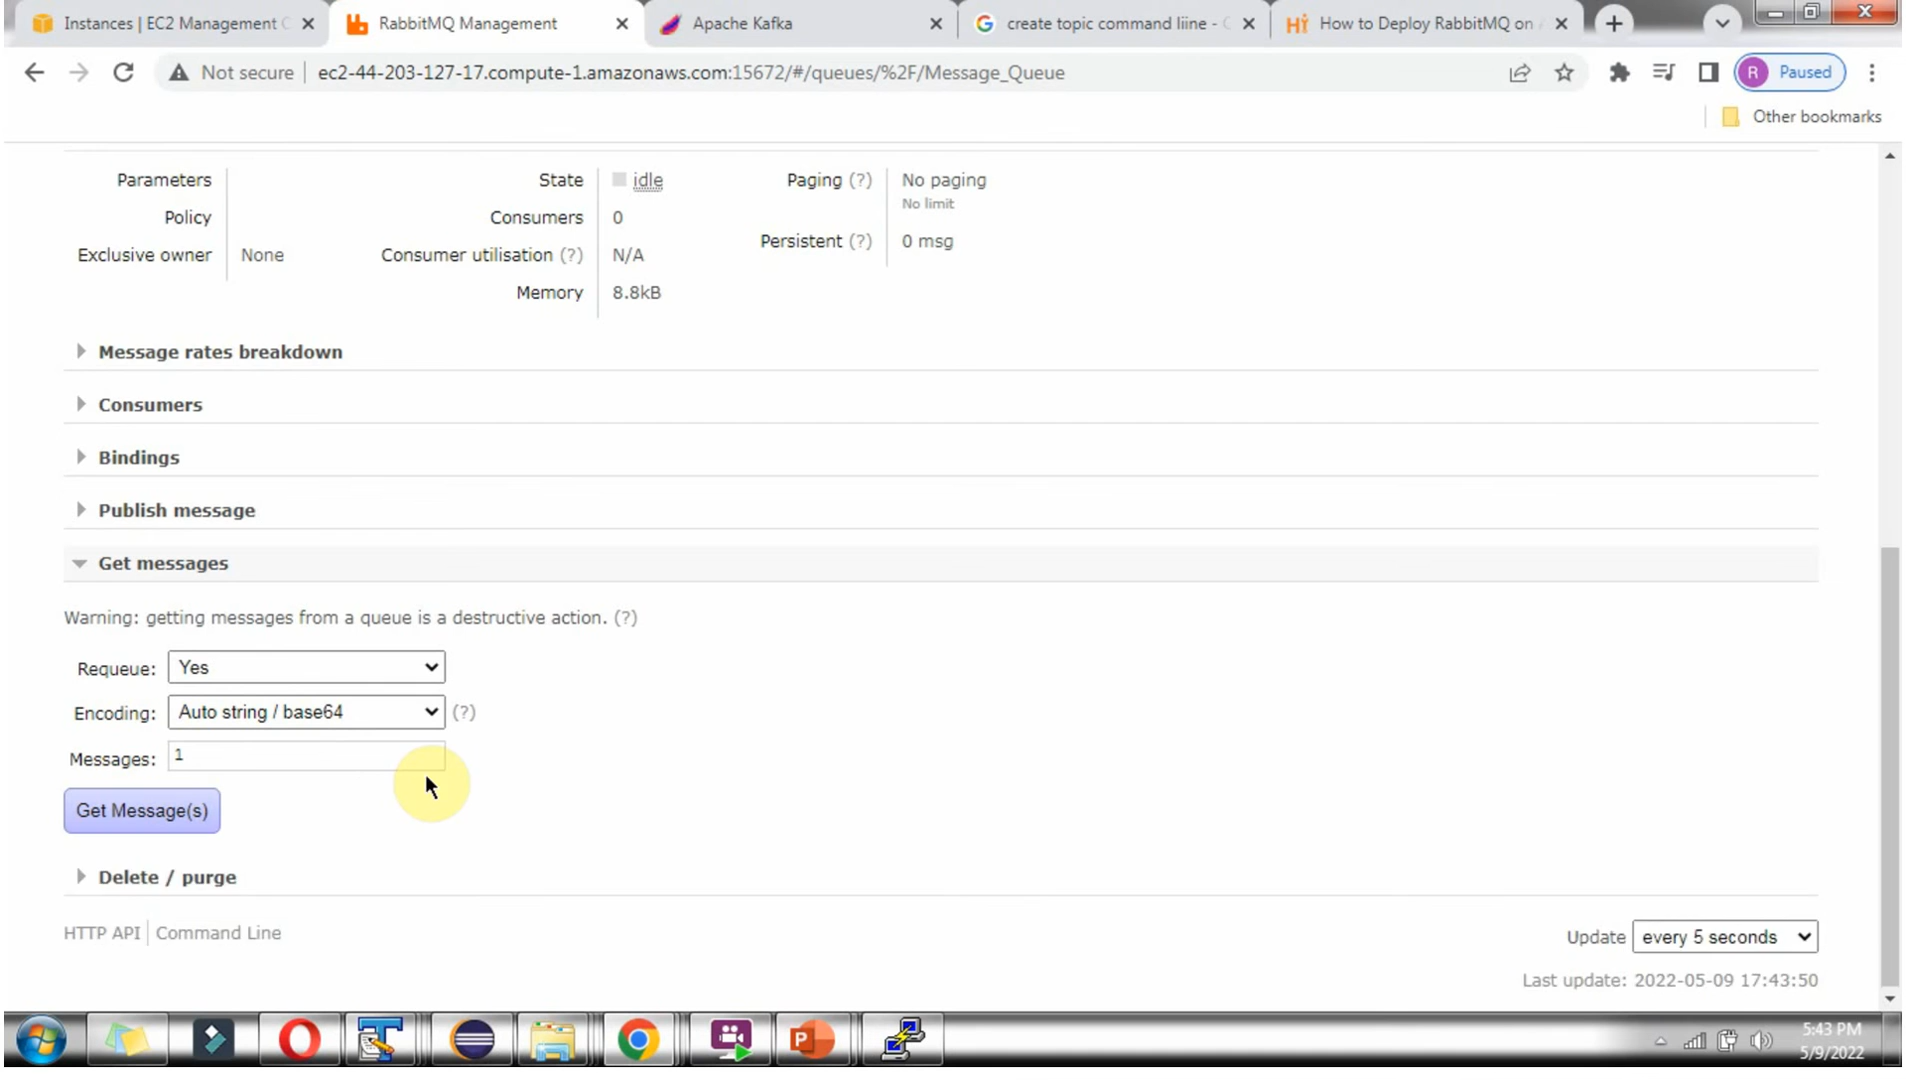 Instances | EC2 Management C
RabbitMQ Management
Apache Kafka
create topic command liine - G
Hi How to Deploy RabbitMQ on A
Not secure ec2-44-203-127-17.compute-1.amazonaws.com:15672/#/queues/%2F/Message_Queue
R Paused
Other bookmarks
Parameters State idle Paging (?) No paging
No limit
Policy Consumers 0
Persistent (?) 0 msg
Exclusive owner None Consumer utilisation (?) N/A
Memory 8.8kB
Message rates breakdown
Consumers
Bindings
Publish message
Get messages
Warning: getting messages from a queue is a destructive action. (?)
Requeue: Yes
Encoding: Auto string / base64 (?)
Messages: 1
Get Message(s)
Delete / purge
HTTP API Command Line
Update every 5 seconds
Last update: 2022-05-09 17:43:50
5:43 PM
5/9/2022